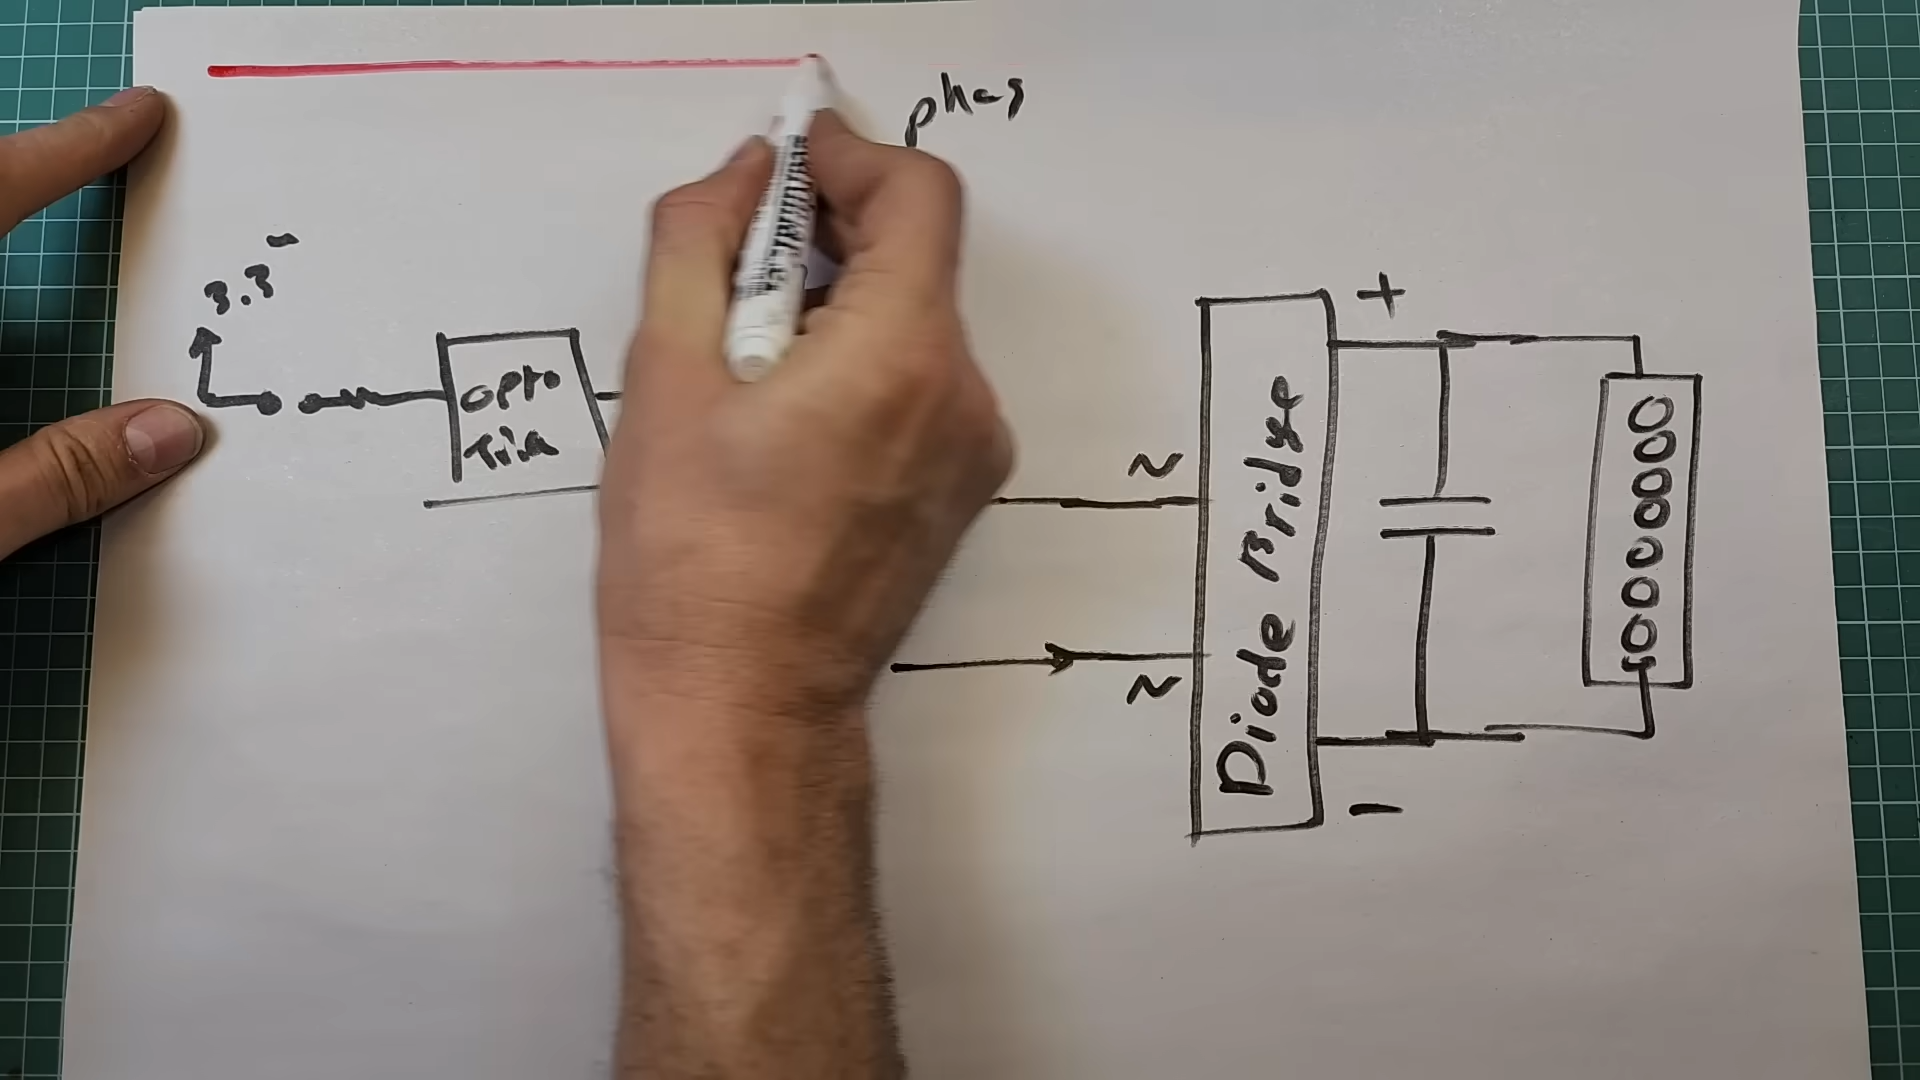 phas
3.3
opto
Tria
~
~
Diode Bridge
+
-